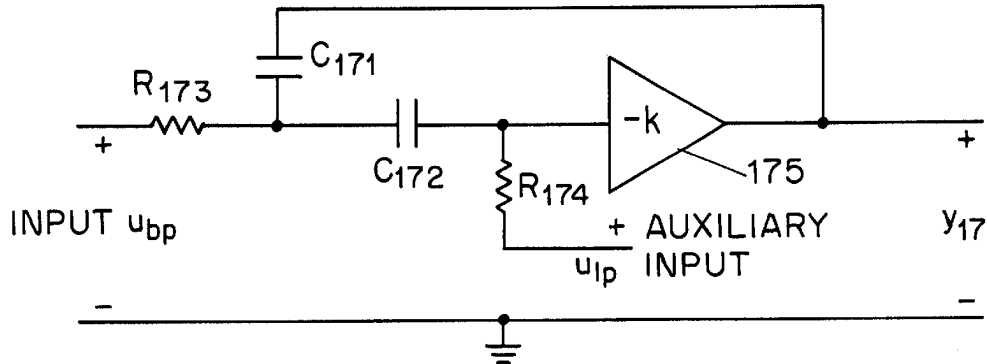 C171
R173
+
-k
+
C172
R174
175
INPUT ubp
+ AUXILIARY
INPUT
ulp
y17
-
-